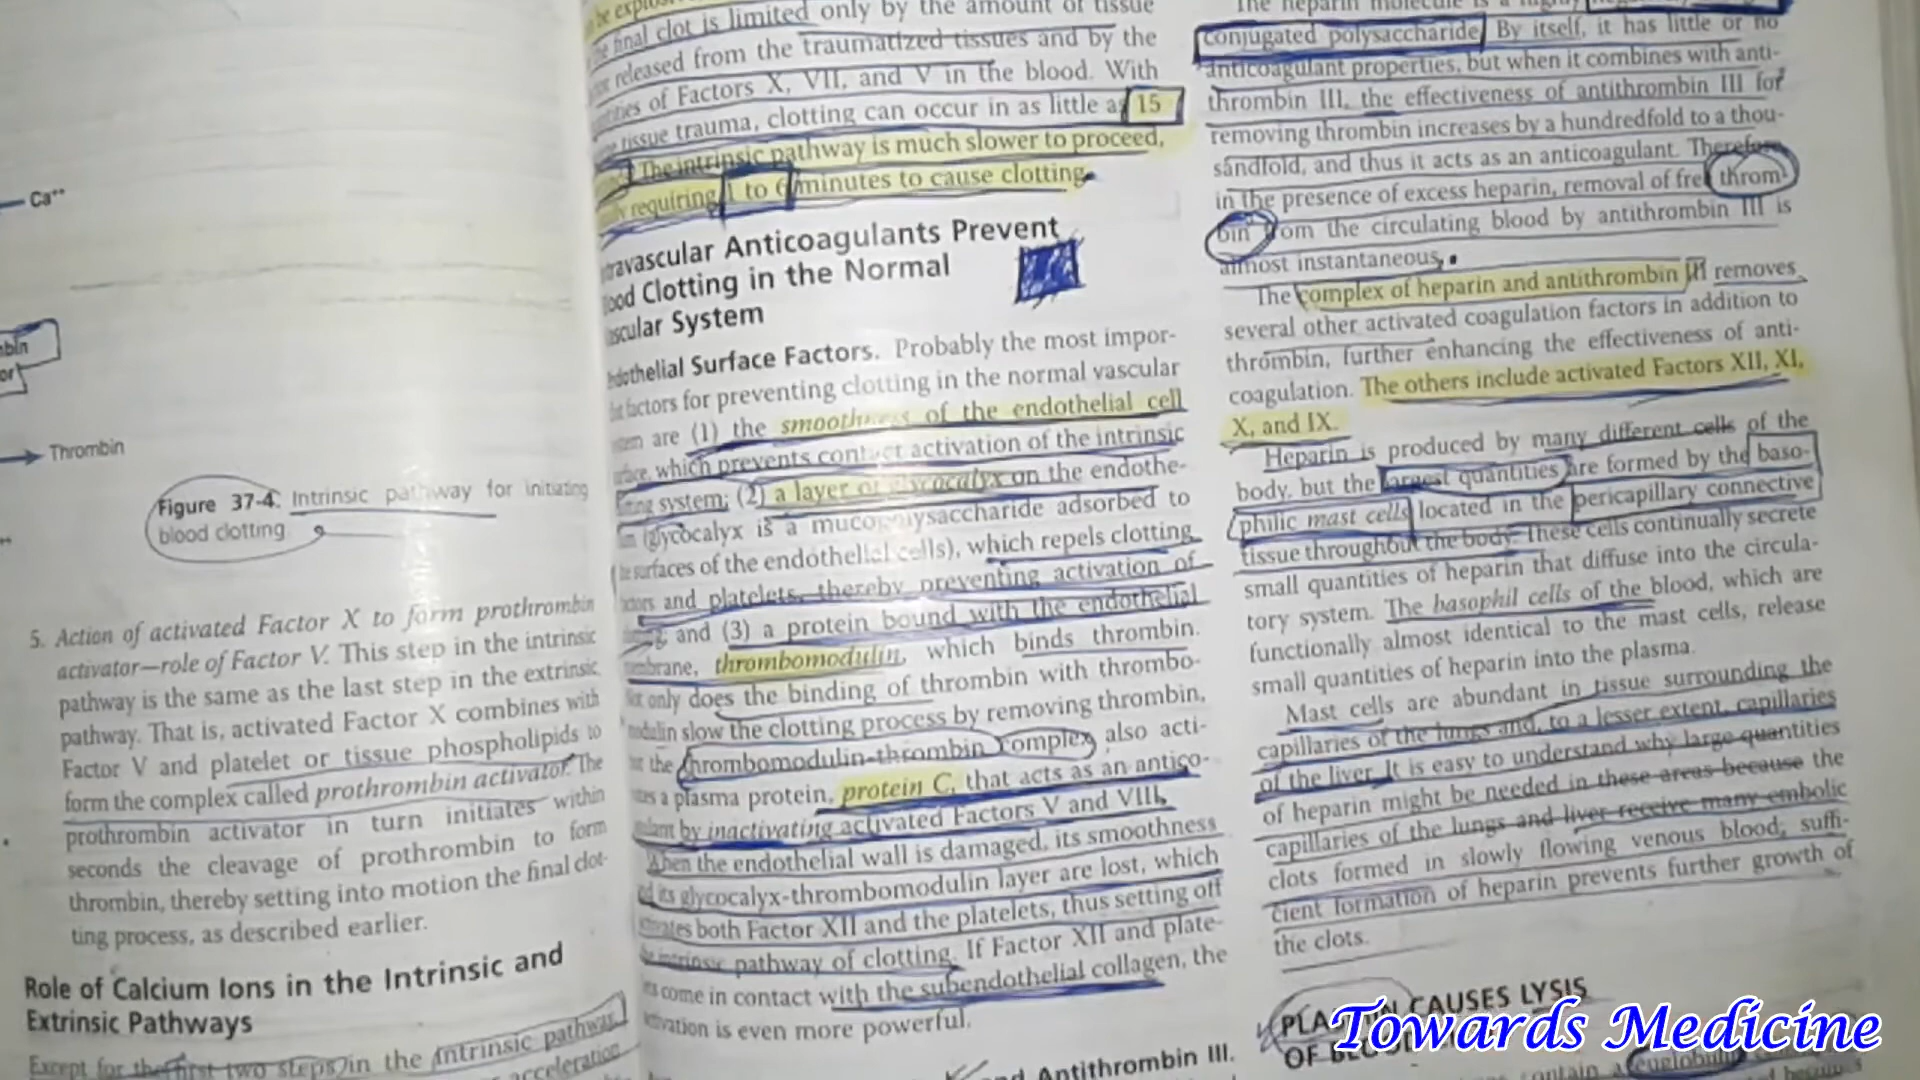 Ca++
Thrombin
Figure 37-4. Intrinsic pathway for initiating
blood clotting
5. Action of activated Factor X to form prothrombin
activator—role of Factor V. This step in the intrinsic
pathway is the same as the last step in the extrinsic
pathway. That is, activated Factor X combines with
Factor V and platelet or tissue phospholipids to
form the complex called prothrombin activator. The
prothrombin activator in turn initiates within
seconds the cleavage of prothrombin to form
thrombin, thereby setting into motion the final clot-
ting process, as described earlier.
Role of Calcium Ions in the Intrinsic and
Extrinsic Pathways
Except for the first two steps in the intrinsic pathway,
acceleration
final clot is limited only by the amount of tissue
released from the traumatized tissues and by the
of Factors X, VII, and V in the blood. With
tissue trauma, clotting can occur in as little as 15
The intrinsic pathway is much slower to proceed,
requiring 1 to 6 minutes to cause clotting.
Anticoagulants Prevent
Clotting in the Normal
System
Surface Factors. Probably the most impor-
factors for preventing clotting in the normal vascular
are (1) the smoothness of the endothelial cell
which prevents contact activation of the intrinsic
system; (2) a layer of glycocalyx on the endothe-
(glycocalyx is a mucopolysaccharide adsorbed to
surfaces of the endothelial cells), which repels clotting
and platelets, thereby preventing activation of
and (3) a protein bound with the endothelial
thrombomodulin, which binds thrombin.
only does the binding of thrombin with thrombo-
slow the clotting process by removing thrombin,
the thrombomodulin-thrombin complex also acti-
a plasma protein, protein C, that acts as an antico-
by inactivating activated Factors V and VIII.
When the endothelial wall is damaged, its smoothness
its glycocalyx-thrombomodulin layer are lost, which
both Factor XII and the platelets, thus setting off
intrinsic pathway of clotting. If Factor XII and plate-
come in contact with the subendothelial collagen, the
is even more powerful.
Antithrombin III.
The heparin molecule is a
conjugated polysaccharide. By itself, it has little or no
anticoagulant properties, but when it combines with anti-
thrombin III, the effectiveness of antithrombin III for
removing thrombin increases by a hundredfold to a thou-
sandfold, and thus it acts as an anticoagulant. Therefore,
in the presence of excess heparin, removal of free throm-
bin from the circulating blood by antithrombin III is
almost instantaneous.
The complex of heparin and antithrombin III removes
several other activated coagulation factors in addition to
thrombin, further enhancing the effectiveness of anti-
coagulation. The others include activated Factors XII, XI,
X, and IX.
Heparin is produced by many different cells of the
body, but the largest quantities are formed by the baso-
philic mast cells located in the pericapillary connective
tissue throughout the body. These cells continually secrete
small quantities of heparin that diffuse into the circula-
tory system. The basophil cells of the blood, which are
functionally almost identical to the mast cells, release
small quantities of heparin into the plasma.
Mast cells are abundant in tissue surrounding the
capillaries of the lungs and, to a lesser extent, capillaries
of the liver. It is easy to understand why large quantities
of heparin might be needed in these areas because the
capillaries of the lungs and liver receive many embolic
clots formed in slowly flowing venous blood; suffi-
cient formation of heparin prevents further growth of
the clots.
CAUSES LYSIS
OF
Towards Medicine
euglobulin